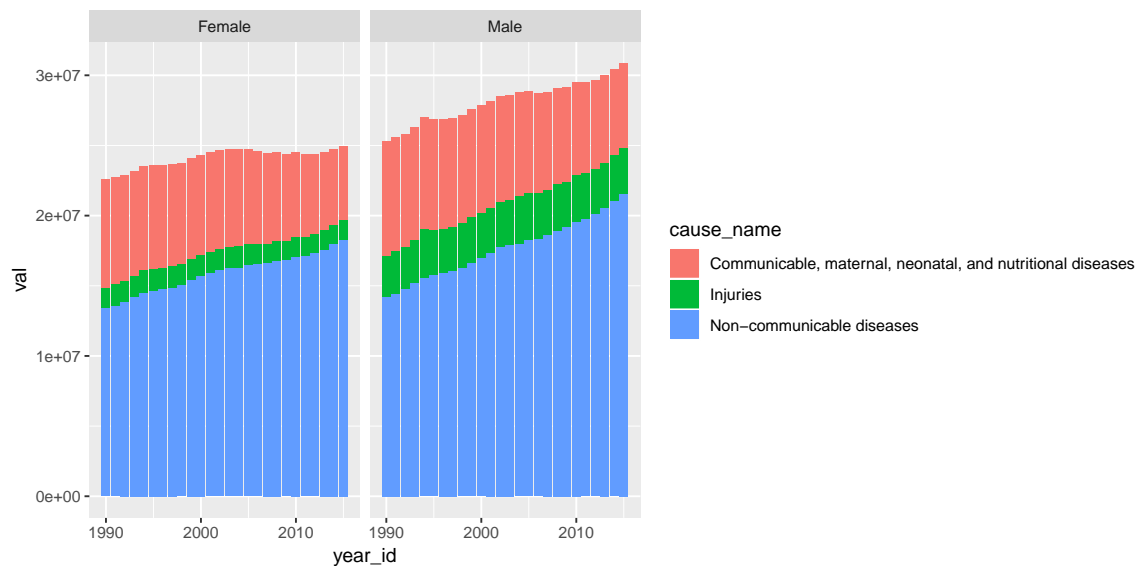 Female
Male
3e+07
2e+07
1e+07
0e+00
val
1990
2000
2010
1990
2000
2010
year_id
cause_name
Communicable, maternal, neonatal, and nutritional diseases
Injuries
Non−communicable diseases